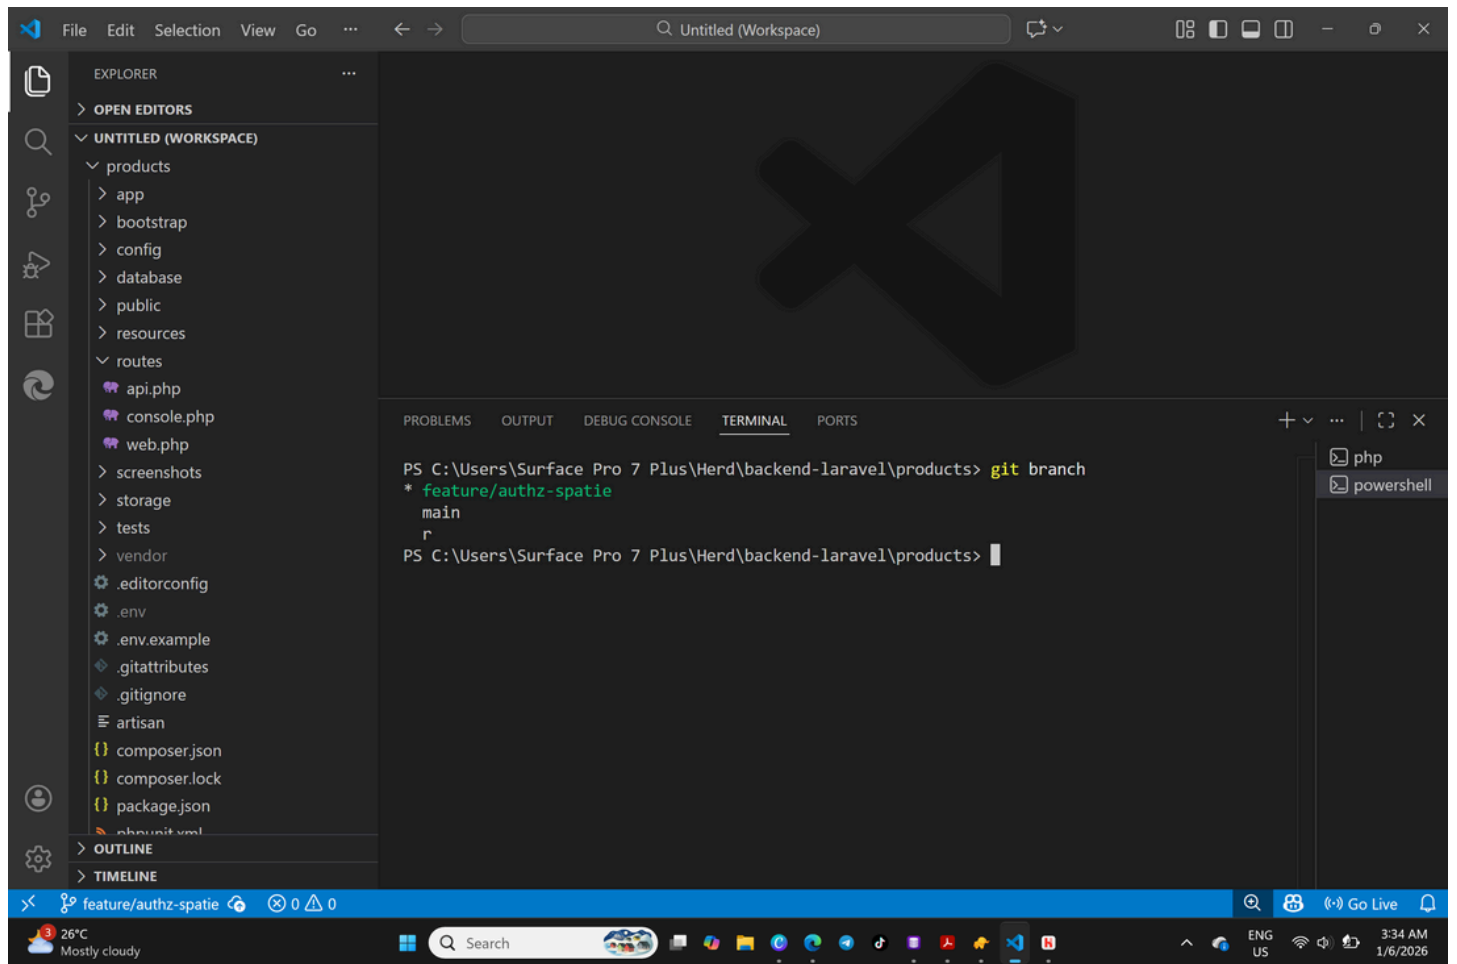 File Edit Selection View Go ··· Untitled (Workspace)
EXPLORER ···
OPEN EDITORS
UNTITLED (WORKSPACE)
products
app
bootstrap
config
database
public
resources
routes
api.php
console.php
web.php
screenshots
storage
tests
vendor
.editorconfig
.env
.env.example
.gitattributes
.gitignore
artisan
composer.json
composer.lock
package.json
phpunit.xml
OUTLINE
TIMELINE
PROBLEMS OUTPUT DEBUG CONSOLE TERMINAL PORTS
PS C:\Users\Surface Pro 7 Plus\Herd\backend-laravel\products> git branch
* feature/authz-spatie
main
r
PS C:\Users\Surface Pro 7 Plus\Herd\backend-laravel\products>
php
powershell
feature/authz-spatie 0 0 Go Live
3
26°C
Mostly cloudy
Search
ENG
US
3:34 AM
1/6/2026